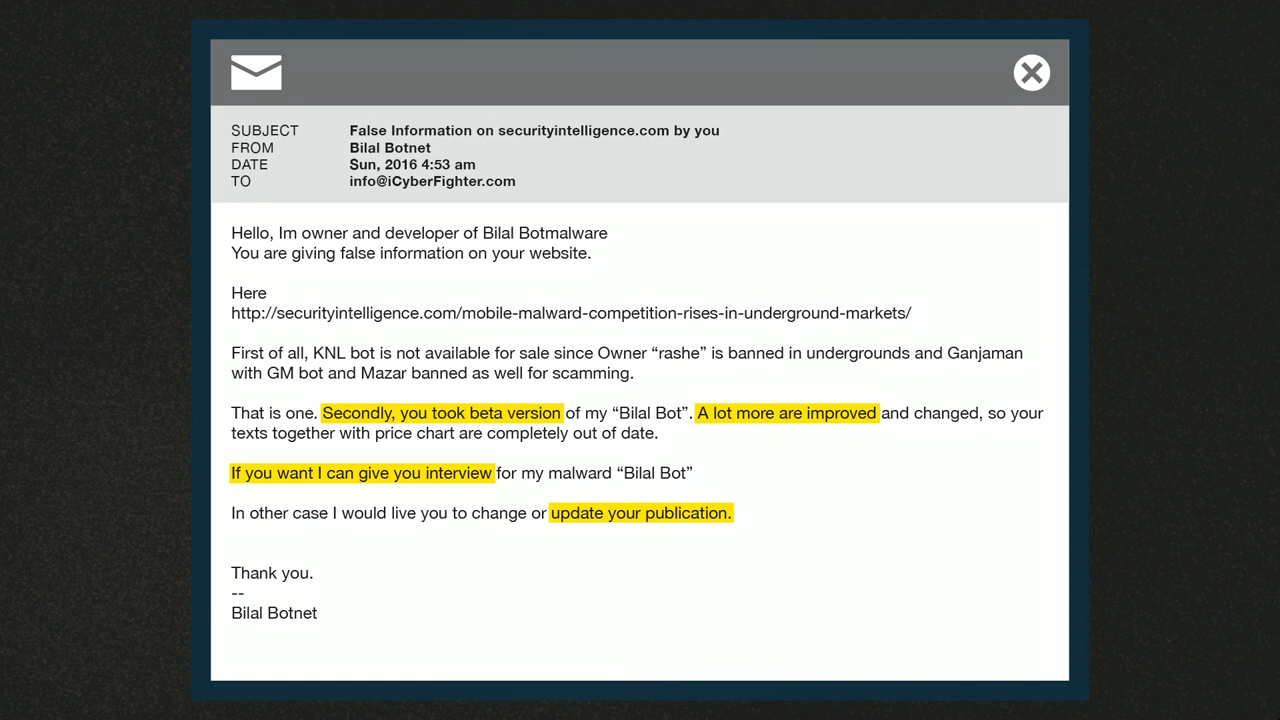 SUBJECT False Information on securityintelligence.com by you
FROM Bilal Botnet
DATE Sun, 2016 4:53 am
TO info@iCyberFighter.com
Hello, Im owner and developer of Bilal Botmalware
You are giving false information on your website.
Here
http://securityintelligence.com/mobile-malward-competition-rises-in-underground-markets/
First of all, KNL bot is not available for sale since Owner “rashe” is banned in undergrounds and Ganjaman
with GM bot and Mazar banned as well for scamming.
That is one. Secondly, you took beta version of my “Bilal Bot”. A lot more are improved and changed, so your
texts together with price chart are completely out of date.
If you want I can give you interview for my malward “Bilal Bot”
In other case I would live you to change or update your publication.
Thank you.
--
Bilal Botnet